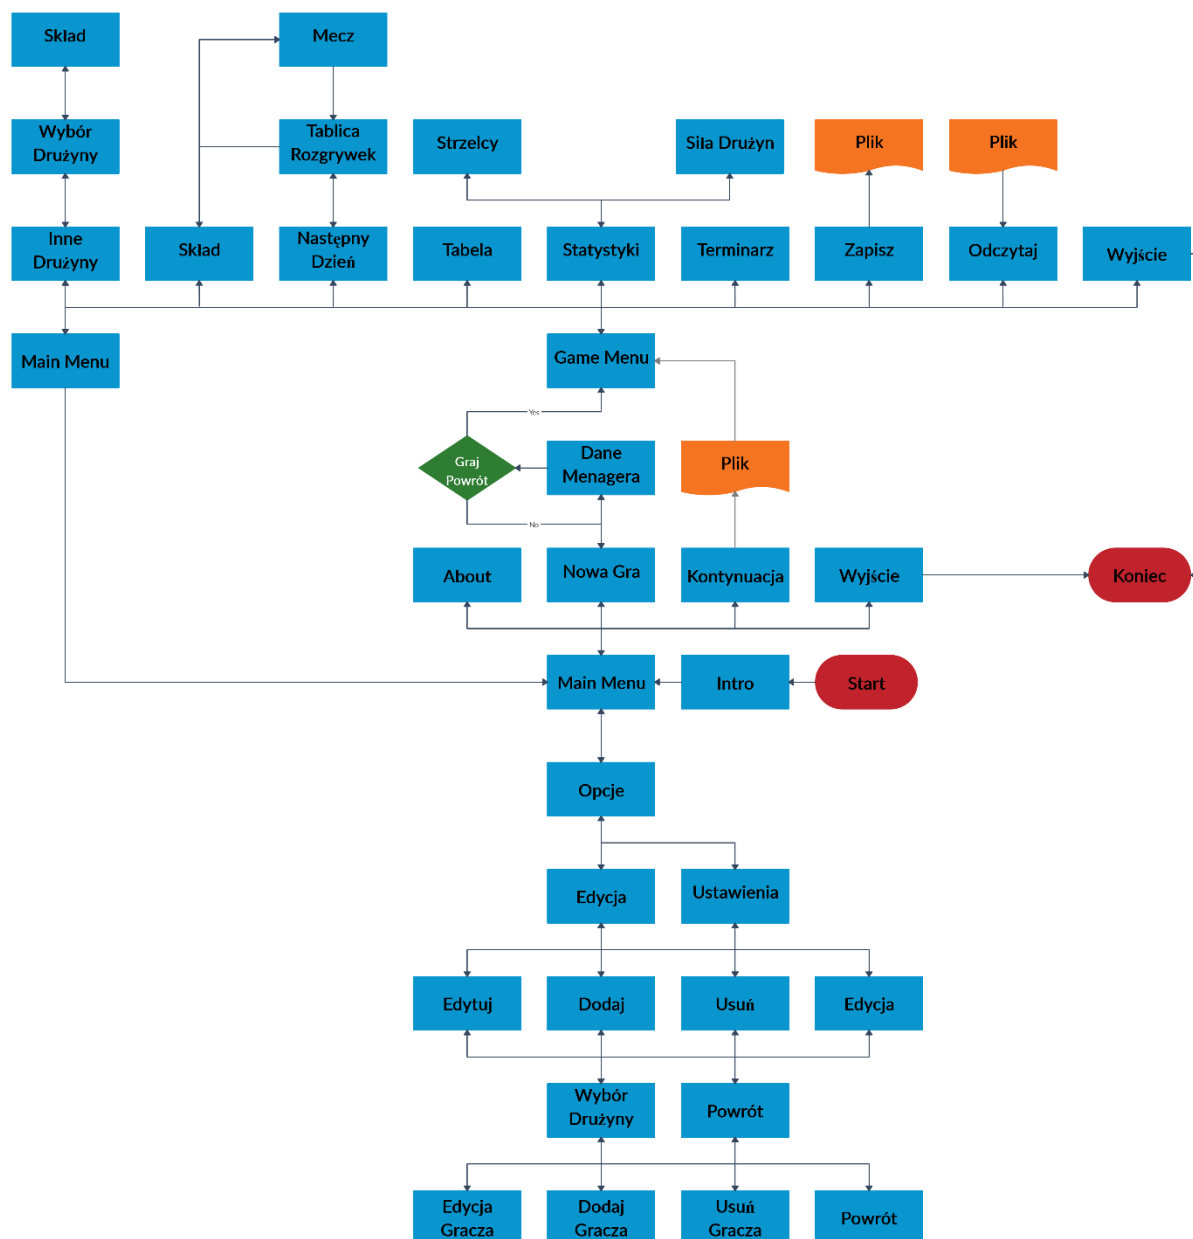 Skład
Mecz
Wybór
Drużyny
Tablica
Rozgrywek
Strzelcy
Siła Drużyn
Plik
Plik
Inne
Drużyny
Skład
Następny
Dzień
Tabela
Statystyki
Terminarz
Zapisz
Odczytaj
Wyjście
Main Menu
Game Menu
Yes
Graj
Powrót
Dane
Menagera
Plik
No
About
Nowa Gra
Kontynuacja
Wyjście
Koniec
Main Menu
Intro
Start
Opcje
Edycja
Ustawienia
Edytuj
Dodaj
Usuń
Edycja
Wybór
Drużyny
Powrót
Edycja
Gracza
Dodaj
Gracza
Usuń
Gracza
Powrót